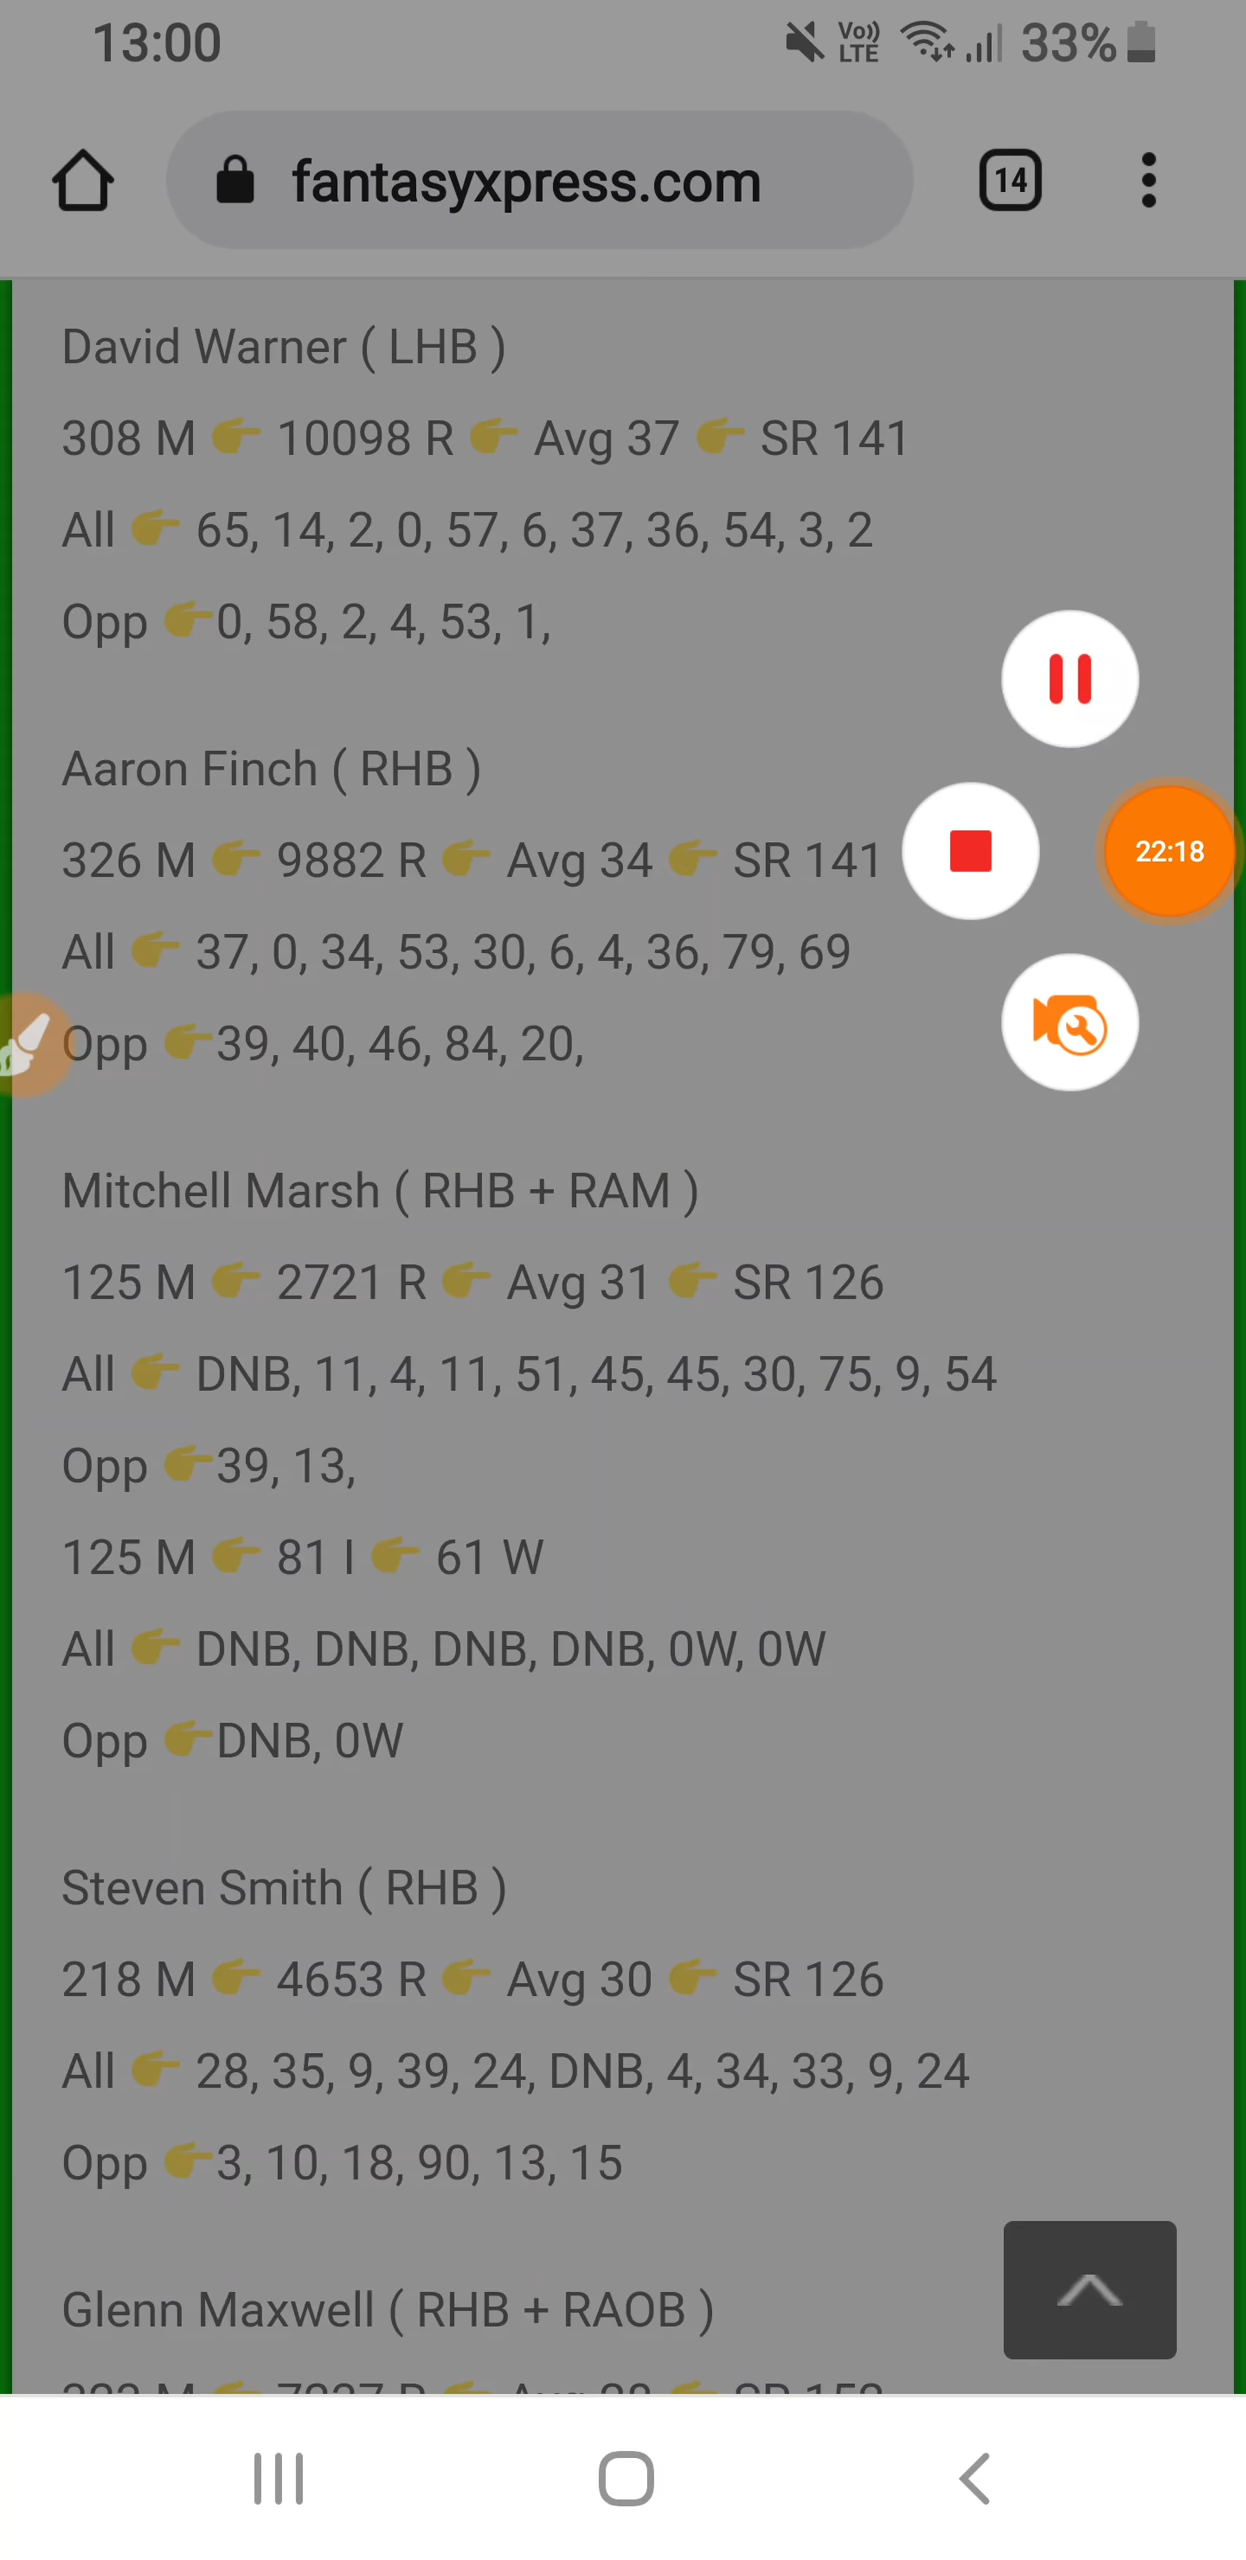 13:00
Vo)) LTE 33%
fantasyxpress.com
14
David Warner ( LHB )
308 M 👉 10098 R 👉 Avg 37 👉 SR 141
All 👉 65, 14, 2, 0, 57, 6, 37, 36, 54, 3, 2
Opp 👉0, 58, 2, 4, 53, 1,
Aaron Finch ( RHB )
326 M 👉 9882 R 👉 Avg 34 👉 SR 141
22:18
All 👉 37, 0, 34, 53, 30, 6, 4, 36, 79, 69
Opp 👉39, 40, 46, 84, 20,
Mitchell Marsh ( RHB + RAM )
125 M 👉 2721 R 👉 Avg 31 👉 SR 126
All 👉 DNB, 11, 4, 11, 51, 45, 45, 30, 75, 9, 54
Opp 👉39, 13,
125 M 👉 81 I 👉 61 W
All 👉 DNB, DNB, DNB, DNB, 0W, 0W
Opp 👉DNB, 0W
Steven Smith ( RHB )
218 M 👉 4653 R 👉 Avg 30 👉 SR 126
All 👉 28, 35, 9, 39, 24, DNB, 4, 34, 33, 9, 24
Opp 👉3, 10, 18, 90, 13, 15
Glenn Maxwell ( RHB + RAOB )